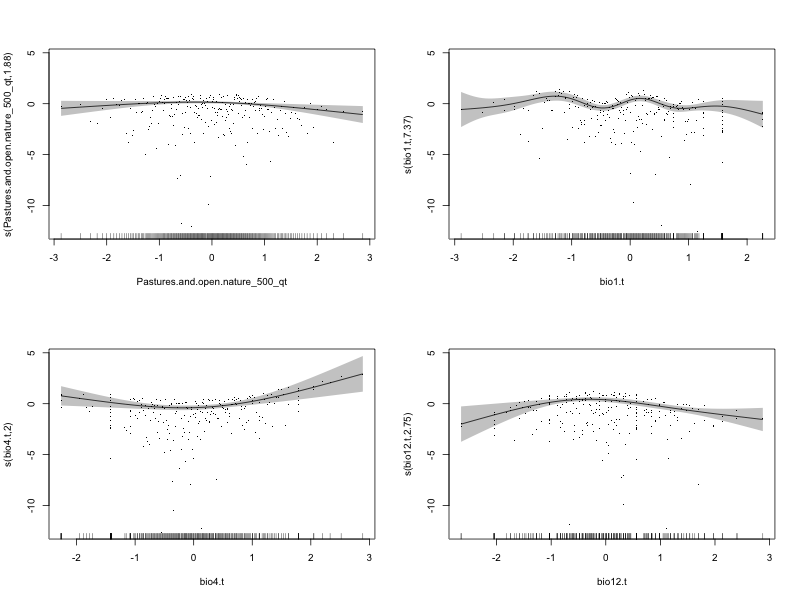 s(Pastures.and.open.nature_500_qt,1.88)
5
0
-5
-10
-3 -2 -1 0 1 2 3
Pastures.and.open.nature_500_qt
s(bio1.t,7.37)
5
0
-5
-10
-3 -2 -1 0 1 2
bio1.t
s(bio4.t,2)
5
0
-5
-10
-2 -1 0 1 2 3
bio4.t
s(bio12.t,2.75)
5
0
-5
-10
-2 -1 0 1 2 3
bio12.t